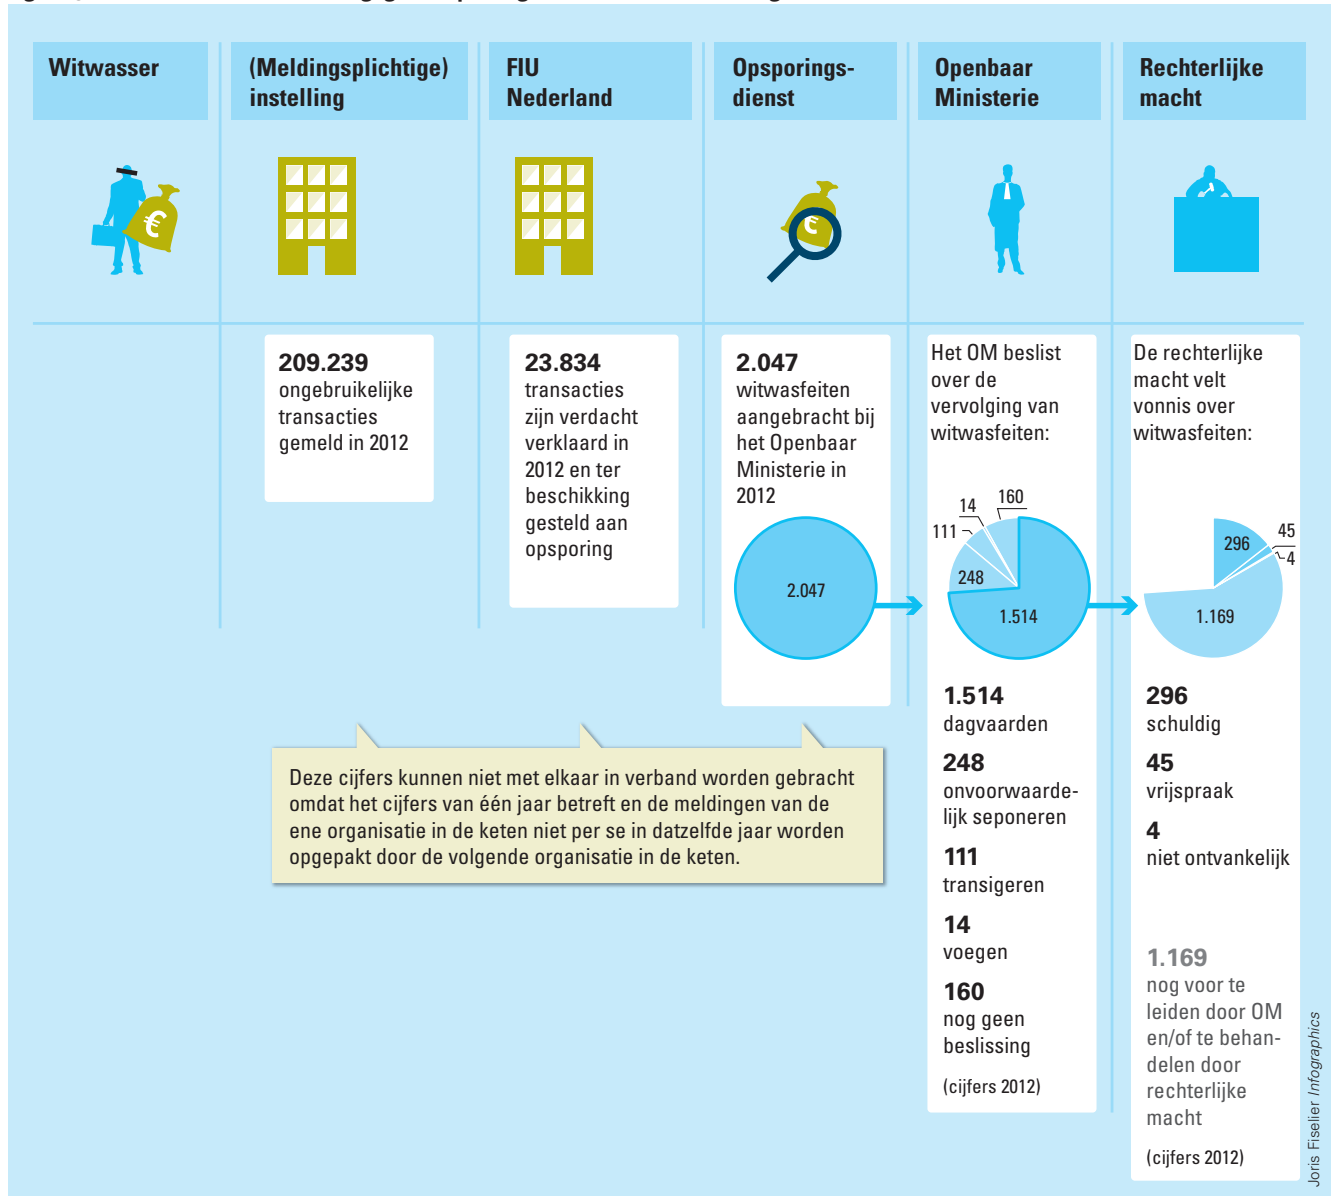 Witwasser
(Meldingsplichtige)
instelling
FIU
Nederland
Opsporings-
dienst
Openbaar
Ministerie
Rechterlijke
macht
€
€
209.239
ongebruikelijke
transacties
gemeld in 2012
23.834
transacties
zijn verdacht
verklaard in
2012 en ter
beschikking
gesteld aan
opsporing
2.047
witwasfeiten
aangebracht bij
het Openbaar
Ministerie in
2012
2.047
Het OM beslist
over de
vervolging van
witwasfeiten:
160
14
111
248
1.514
1.514
dagvaarden
248
onvoorwaarde-
lijk seponeren
111
transigeren
14
voegen
160
nog geen
beslissing
(cijfers 2012)
De rechterlijke
macht velt
vonnis over
witwasfeiten:
296
45
4
1.169
296
schuldig
45
vrijspraak
4
niet ontvankelijk
1.169
nog voor te
leiden door OM
en/of te behan-
delen door
rechterlijke
macht
(cijfers 2012)
Deze cijfers kunnen niet met elkaar in verband worden gebracht
omdat het cijfers van één jaar betreft en de meldingen van de
ene organisatie in de keten niet per se in datzelfde jaar worden
opgepakt door de volgende organisatie in de keten.
Joris Fiselier Infographics